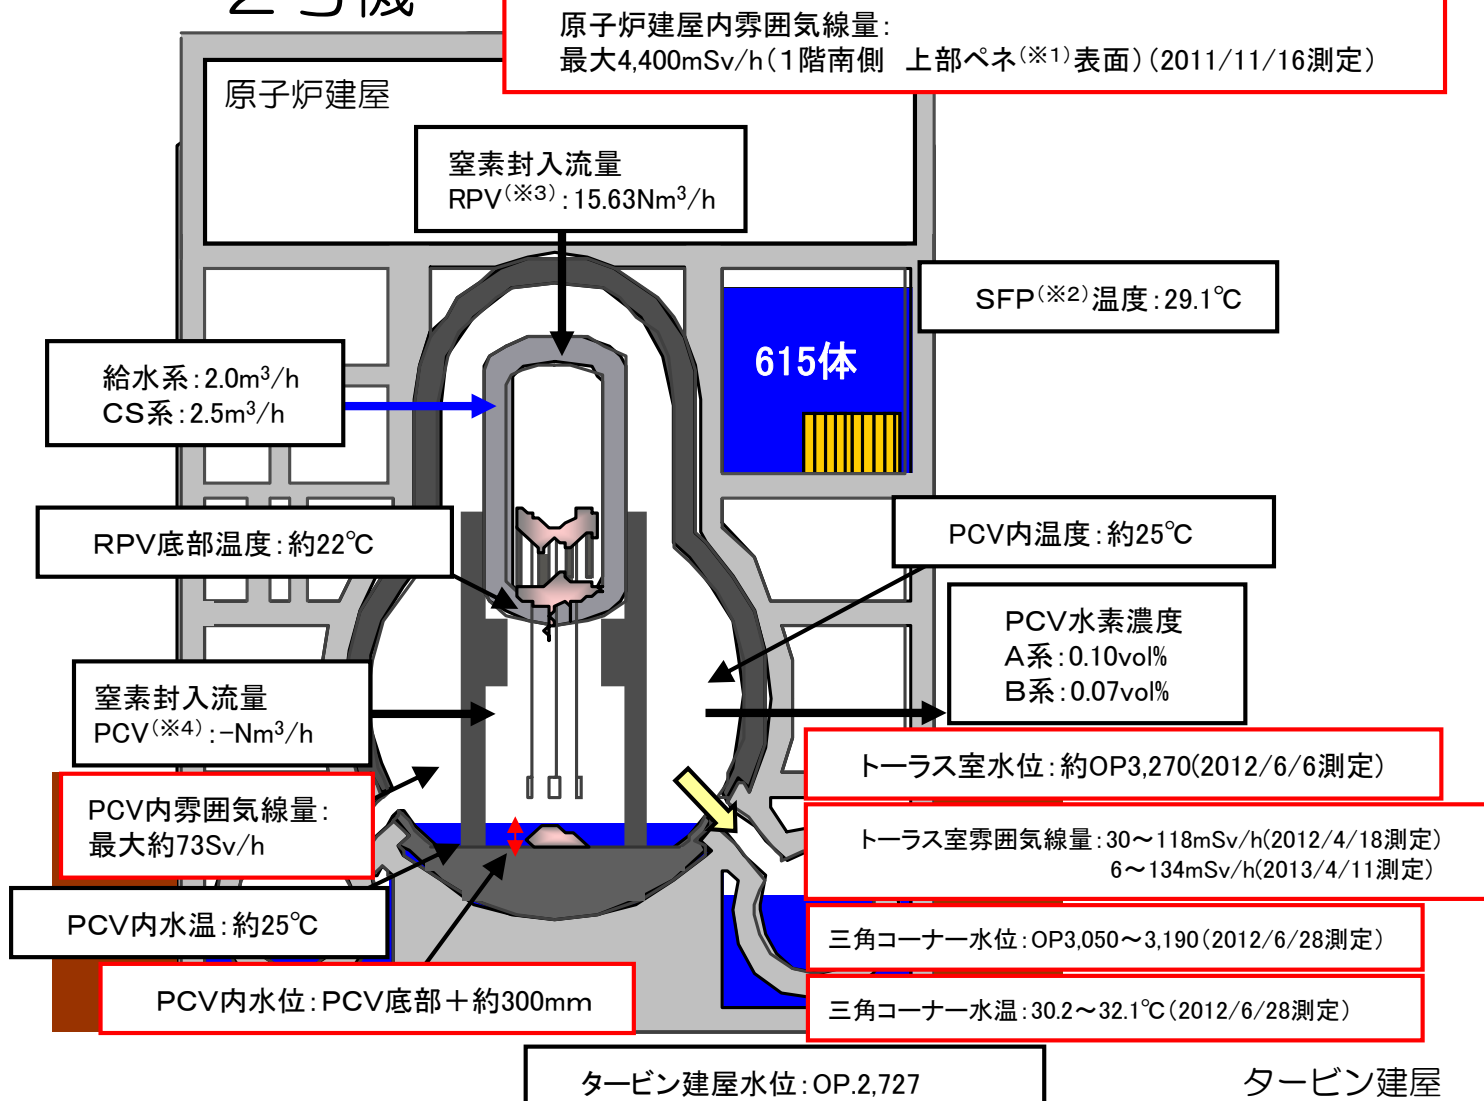 2号機
原子炉建屋内雰囲気線量:
最大4,400mSv/h(1階南側 上部ペネ(※1)表面)(2011/11/16測定)
原子炉建屋
窒素封入流量
RPV(※3):15.63Nm3/h
SFP(※2)温度:29.1℃
615体
給水系:2.0m3/h
CS系:2.5m3/h
RPV底部温度:約22℃
PCV内温度:約25℃
PCV水素濃度
A系:0.10vol%
B系:0.07vol%
窒素封入流量
PCV(※4):-Nm3/h
トーラス室水位:約OP3,270(2012/6/6測定)
PCV内雰囲気線量:
最大約73Sv/h
トーラス室雰囲気線量:30~118mSv/h(2012/4/18測定)
6~134mSv/h(2013/4/11測定)
PCV内水温:約25℃
三角コーナー水位:OP3,050~3,190(2012/6/28測定)
PCV内水位:PCV底部+約300mm
三角コーナー水温:30.2~32.1℃(2012/6/28測定)
タービン建屋水位:OP.2,727
タービン建屋